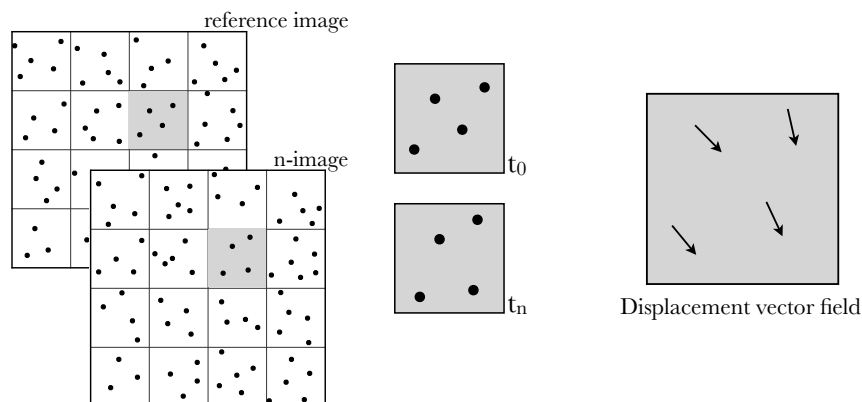 reference image
n-image
t0
tn
Displacement vector field